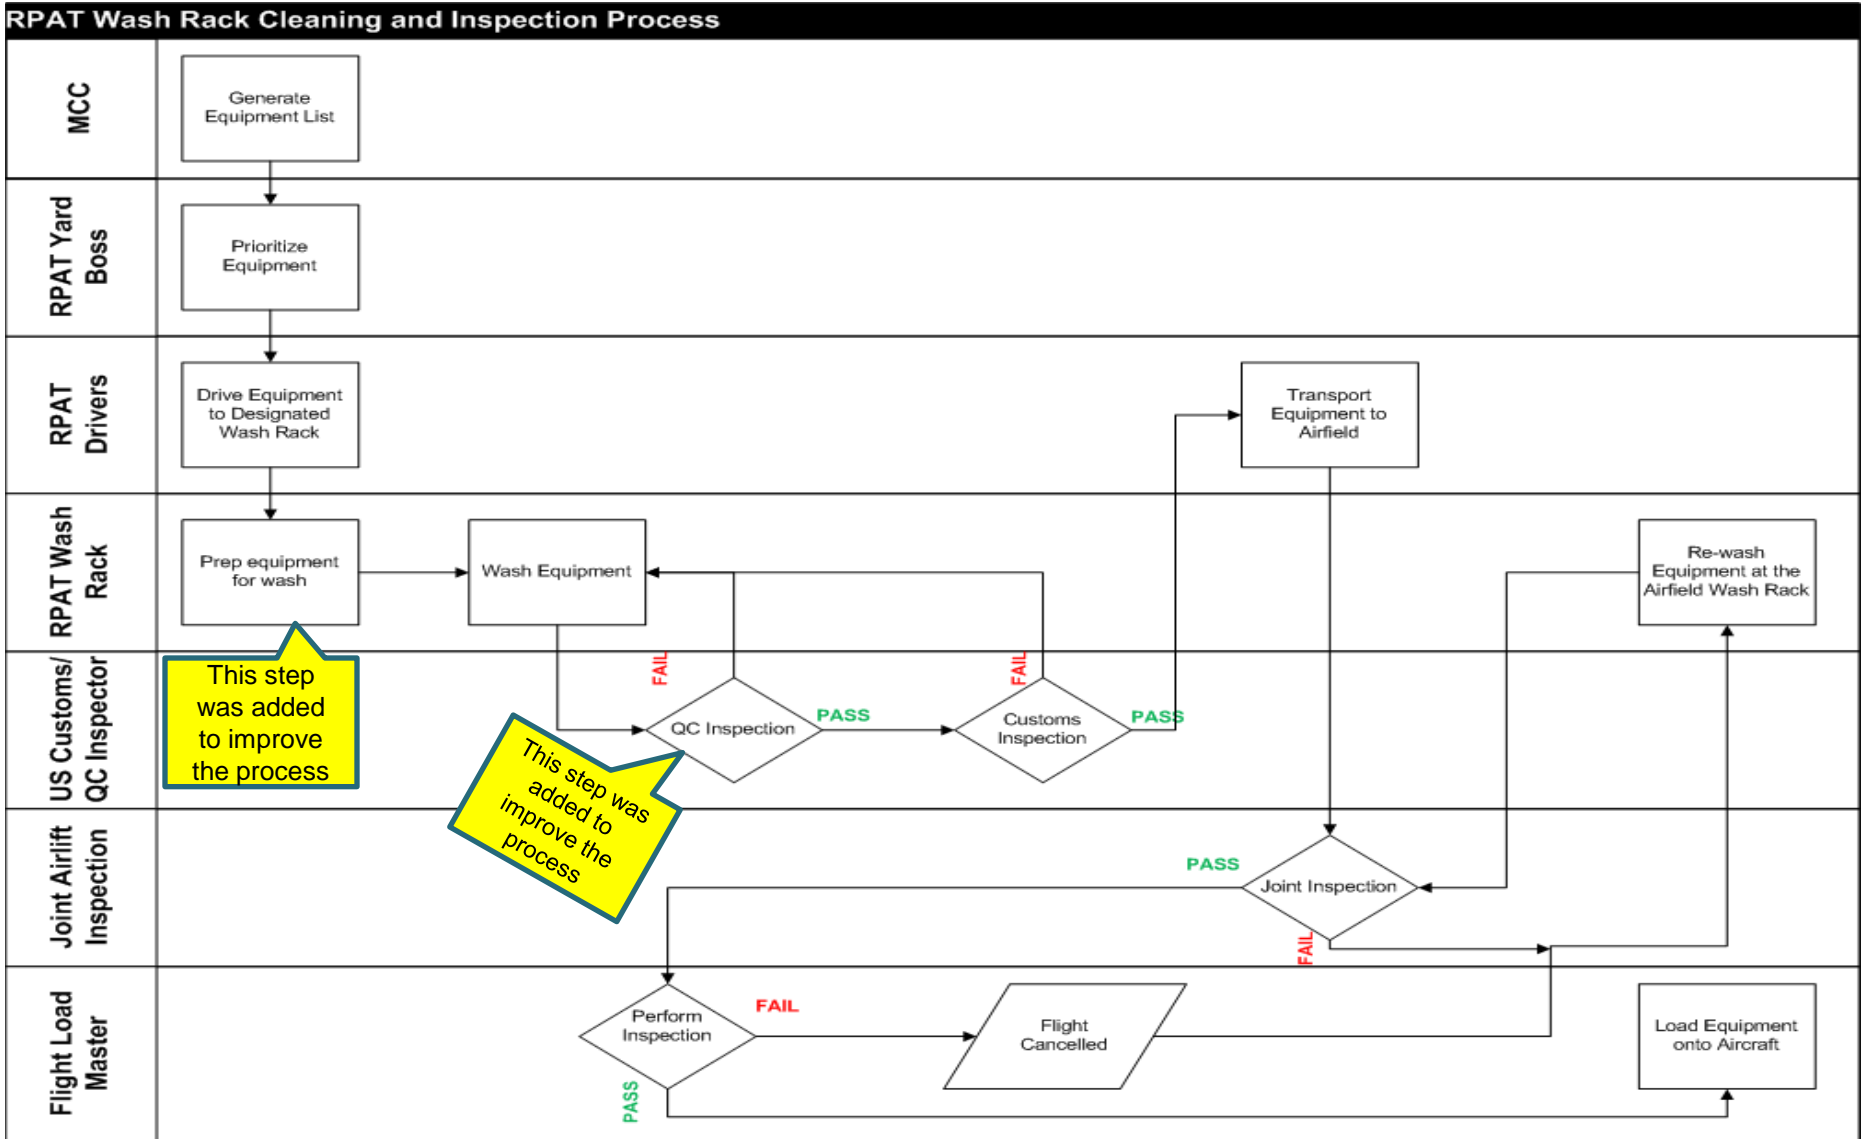 RPAT Wash Rack Cleaning and Inspection Process
MCC
Generate
Equipment List
RPAT Yard
Boss
Prioritize
Equipment
RPAT
Drivers
Drive Equipment
to Designated
Wash Rack
Transport
Equipment to
Airfield
RPAT Wash
Rack
Prep equipment
for wash
Wash Equipment
Re-wash
Equipment at the
Airfield Wash Rack
US Customs/
QC Inspector
This step
was added
to improve
the process
FAIL
QC Inspection
PASS
FAIL
Customs
Inspection
PASS
This step was
added to
improve the
process
Joint Airlift
Inspection
PASS
Joint Inspection
FAIL
Flight Load
Master
Perform
Inspection
FAIL
PASS
Flight
Cancelled
Load Equipment
onto Aircraft